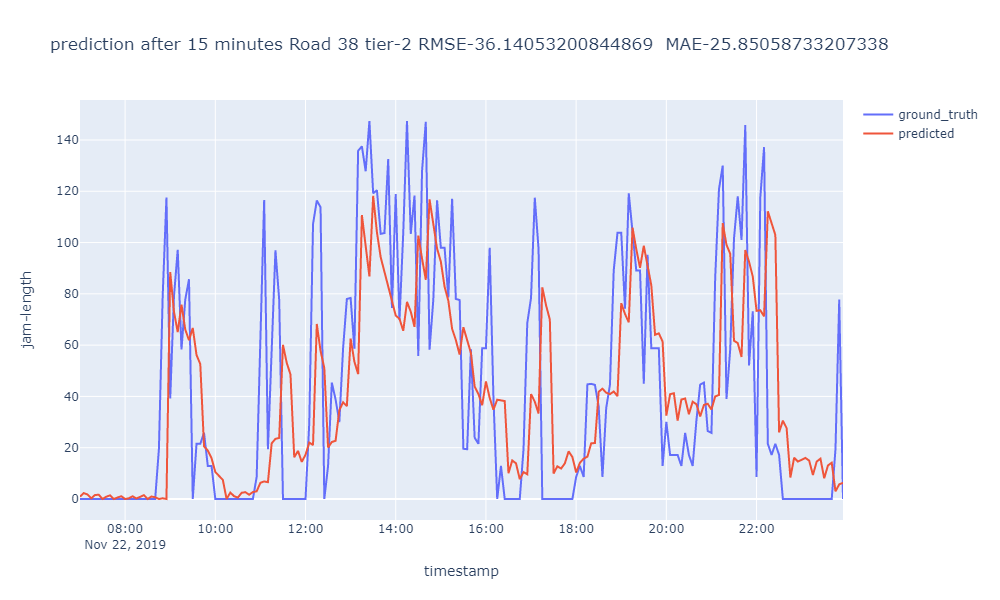 prediction after 15 minutes Road 38 tier-2 RMSE-36.14053200844869  MAE-25.85058733207338
ground_truth
predicted
140
120
100
80
60
40
20
0
jam-length
08:00 10:00 12:00 14:00 16:00 18:00 20:00 22:00
Nov 22, 2019
timestamp